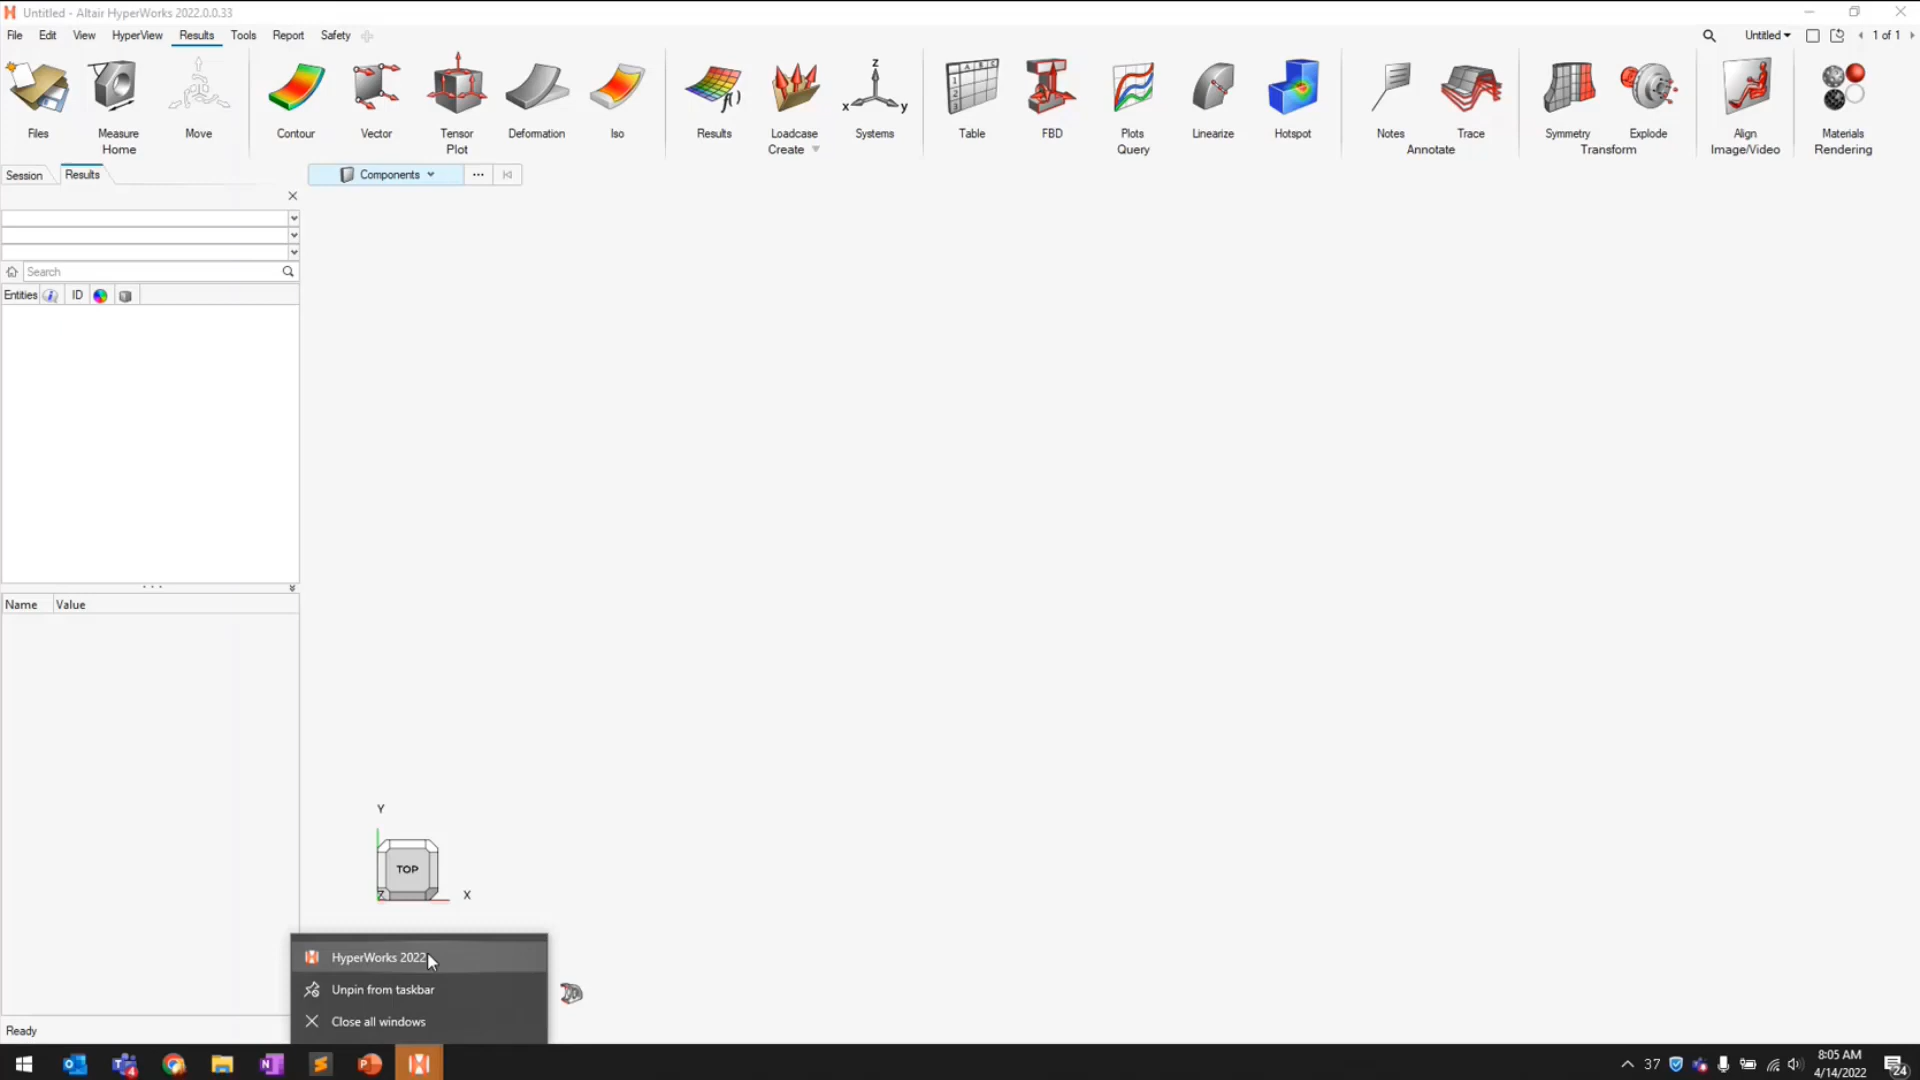 Untitled - Altair HyperWorks 2022.0.0.33
File Edit View HyperView Results Tools Report Safety Untitled 1 of 1
Files Measure Move Contour Vector Tensor Deformation Iso Results Loadcase Systems Table FBD Plots Linearize Hotspot Notes Trace Symmetry Explode Align Materials
Home Plot Create Query Annotate Transform Image/Video Rendering
Session Results Components
Search
Entities ID
Name Value
Y
TOP
Z X
HyperWorks 2022
Unpin from taskbar
Close all windows
Ready
37
8:05 AM
4/14/2022
24